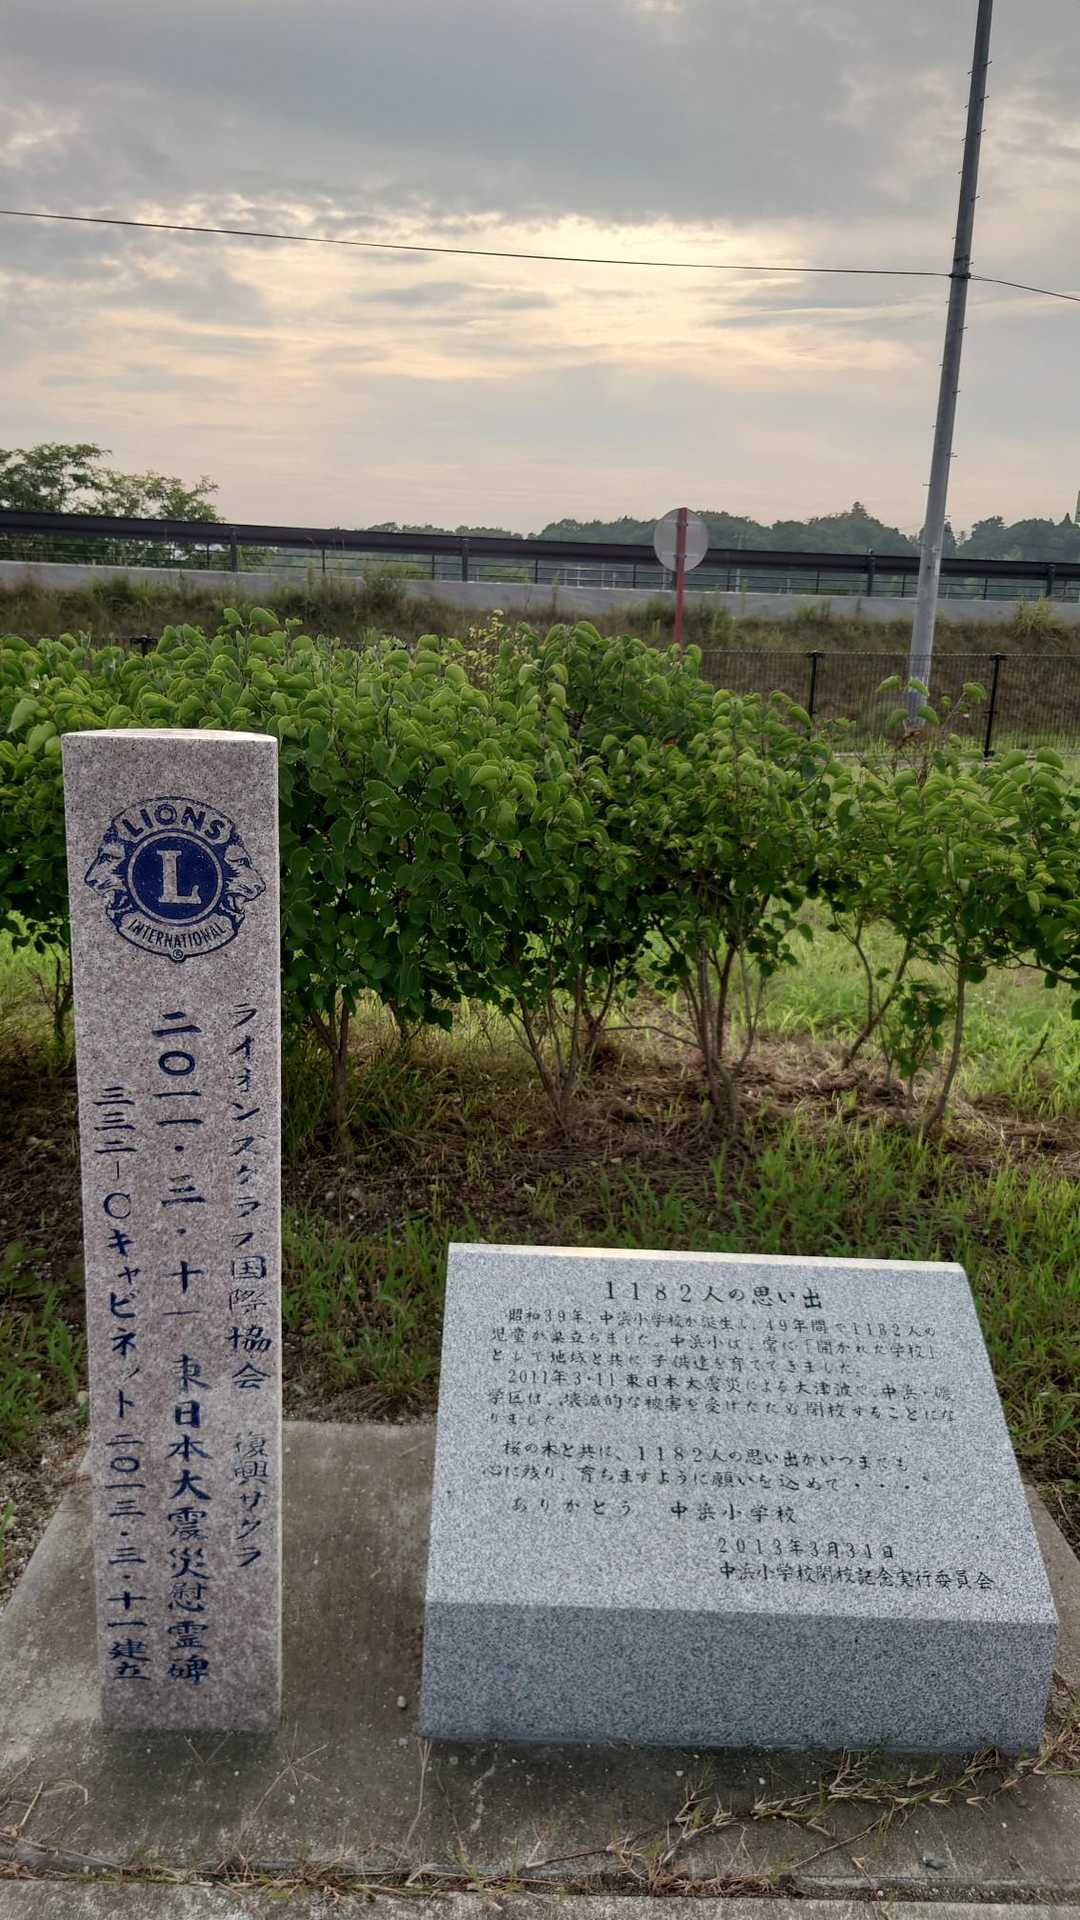 LIONS
L
INTERNATIONAL
ライオンズクラブ国際協会 復興サクラ
二〇一一・三・十一 東日本大震災慰霊碑
三三二-Cキャビネット 二〇一三・三・十一建立
1182人の思い出
昭和39年、中浜小学校が誕生し、49年間で1182人の
児童が巣立ちました。中浜小は、常に「開かれた学校」
として地域と共に子供達を育ててきました。
2011年3・11東日本大震災による大津波で、中浜・磯
学区は、壊滅的な被害を受けたため閉校することにな
りました。
桜の木と共に、1182人の思い出がいつまでも
心に残り、育ちますように願いを込めて・・・。
ありがとう 中浜小学校
2013年3月31日
中浜小学校閉校記念実行委員会